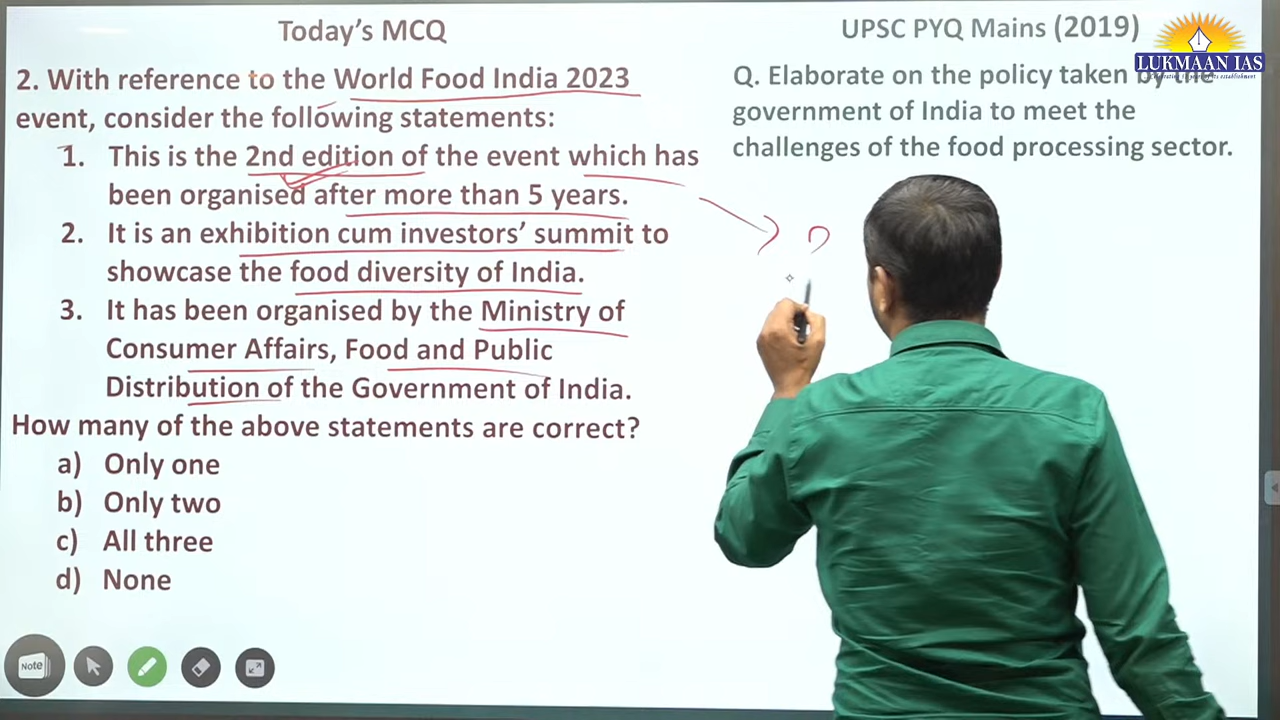 Today's MCQ
2. With reference to the World Food India 2023
event, consider the following statements:
1. This is the 2nd edition of the event which has
been organised after more than 5 years.
2. It is an exhibition cum investors' summit to
showcase the food diversity of India.
3. It has been organised by the Ministry of
Consumer Affairs, Food and Public
Distribution of the Government of India.
How many of the above statements are correct?
a) Only one
b) Only two
c) All three
d) None
Note
UPSC PYQ Mains (2019)
LUKMAAN IAS
Q. Elaborate on the policy taken by the
government of India to meet the
challenges of the food processing sector.